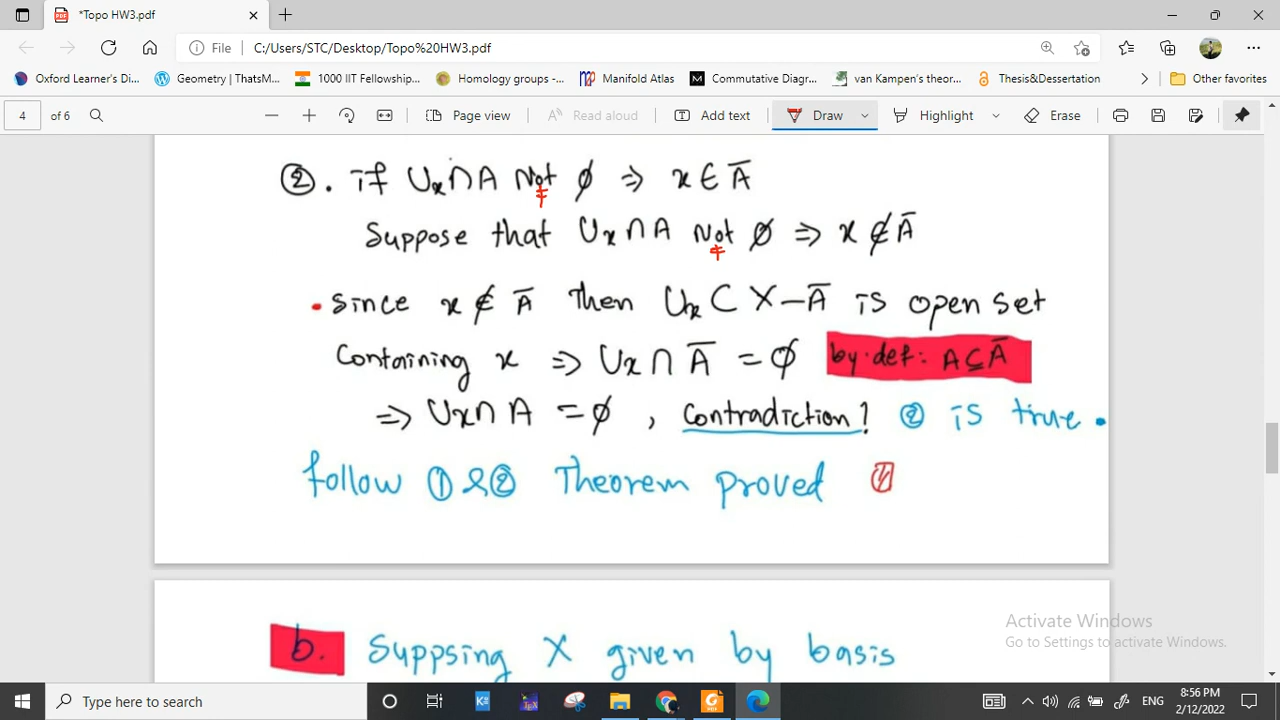 *Topo HW3.pdf
File C:/Users/STC/Desktop/Topo%20HW3.pdf
Oxford Learner's Di... Geometry | ThatsM... 1000 IIT Fellowship... Homology groups -... Manifold Atlas Commutative Diagr... van Kampen's theor... Thesis&Dessertation Other favorites
4 of 6 Page view Read aloud Add text Draw Highlight Erase
②. if Uₓ∩A Not ∅ ⇒ x∈A̅
≠
Suppose that Uₓ∩A Not ∅ ⇒ x∉A̅
≠
• Since x∉A̅ Then Uₓ⊂X−A̅ is open set
Containing x ⇒ Uₓ∩A̅ = ∅ by def: A⊆A̅
⇒ Uₓ∩A = ∅, Contradiction! ② is true.
follow ① & ② Theorem proved
b. Suppsing X given by basis
Activate Windows
Go to Settings to activate Windows.
Type here to search
ENG
8:56 PM
2/12/2022